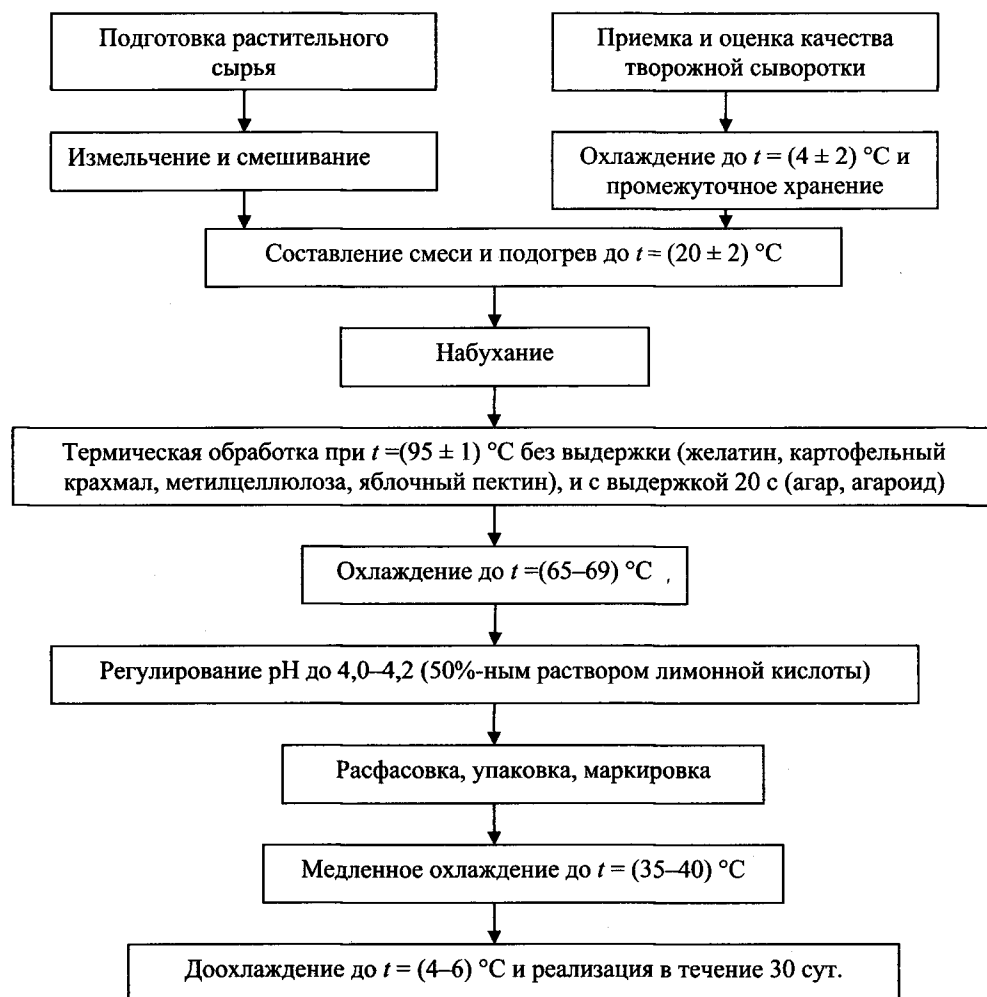 Подготовка растительного
сырья
Приемка и оценка качества
творожной сыворотки
Измельчение и смешивание
Охлаждение до t = (4 ± 2) °C и
промежуточное хранение
Составление смеси и подогрев до t = (20 ± 2) °C
Набухание
Термическая обработка при t =(95 ± 1) °C без выдержки (желатин, картофельный
крахмал, метилцеллюлоза, яблочный пектин), и с выдержкой 20 с (агар, агароид)
Охлаждение до t =(65–69) °C
Регулирование pH до 4,0–4,2 (50%-ным раствором лимонной кислоты)
Расфасовка, упаковка, маркировка
Медленное охлаждение до t = (35–40) °C
Доохлаждение до t = (4–6) °C и реализация в течение 30 сут.